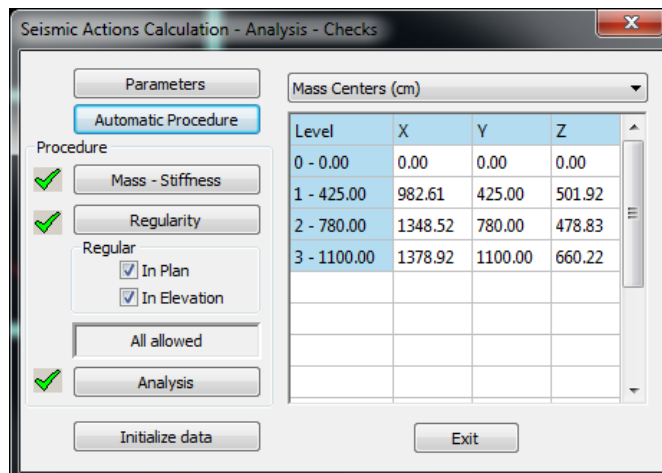 Seismic Actions Calculation - Analysis - Checks
Parameters
Automatic Procedure
Procedure
Mass - Stiffness
Regularity
Regular
In Plan
In Elevation
All allowed
Analysis
Initialize data
Mass Centers (cm)
Level X Y Z
0 - 0.00 0.00 0.00 0.00
1 - 425.00 982.61 425.00 501.92
2 - 780.00 1348.52 780.00 478.83
3 - 1100.00 1378.92 1100.00 660.22
Exit